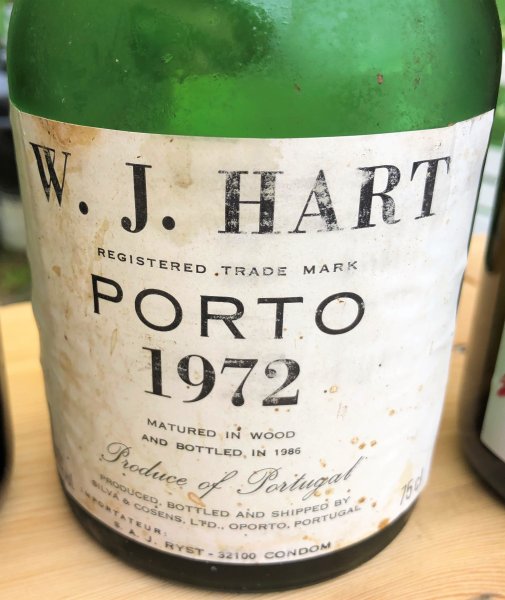 W. J. HART
REGISTERED TRADE MARK
PORTO
1972
MATURED IN WOOD
AND BOTTLED, IN 1986
Produce of Portugal
PRODUCED, BOTTLED AND SHIPPED BY
SILVA & COSENS, LTD., OPORTO, PORTUGAL
75 cl
IMPORTATEUR:
S. A. J. RYST - 32100 CONDOM